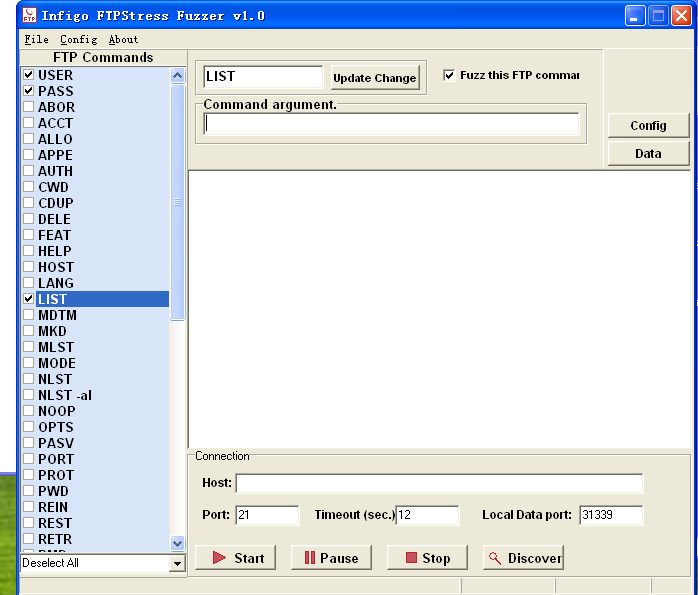 FTP
Infigo FTPStress Fuzzer v1.0
File Config About
FTP Commands
USER
PASS
ABOR
ACCT
ALLO
APPE
AUTH
CWD
CDUP
DELE
FEAT
HELP
HOST
LANG
LIST
MDTM
MKD
MLST
MODE
NLST
NLST -al
NOOP
OPTS
PASV
PORT
PROT
PWD
REIN
REST
RETR
Deselect All
LIST
Update Change
Fuzz this FTP commar
Command argument.
Config
Data
Connection
Host:
Port: 21 Timeout (sec.) 12 Local Data port: 31339
Start Pause Stop Discover